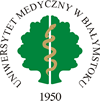 UNIWERSYTET MEDYCZNY W BIAŁYMSTOKU
1950